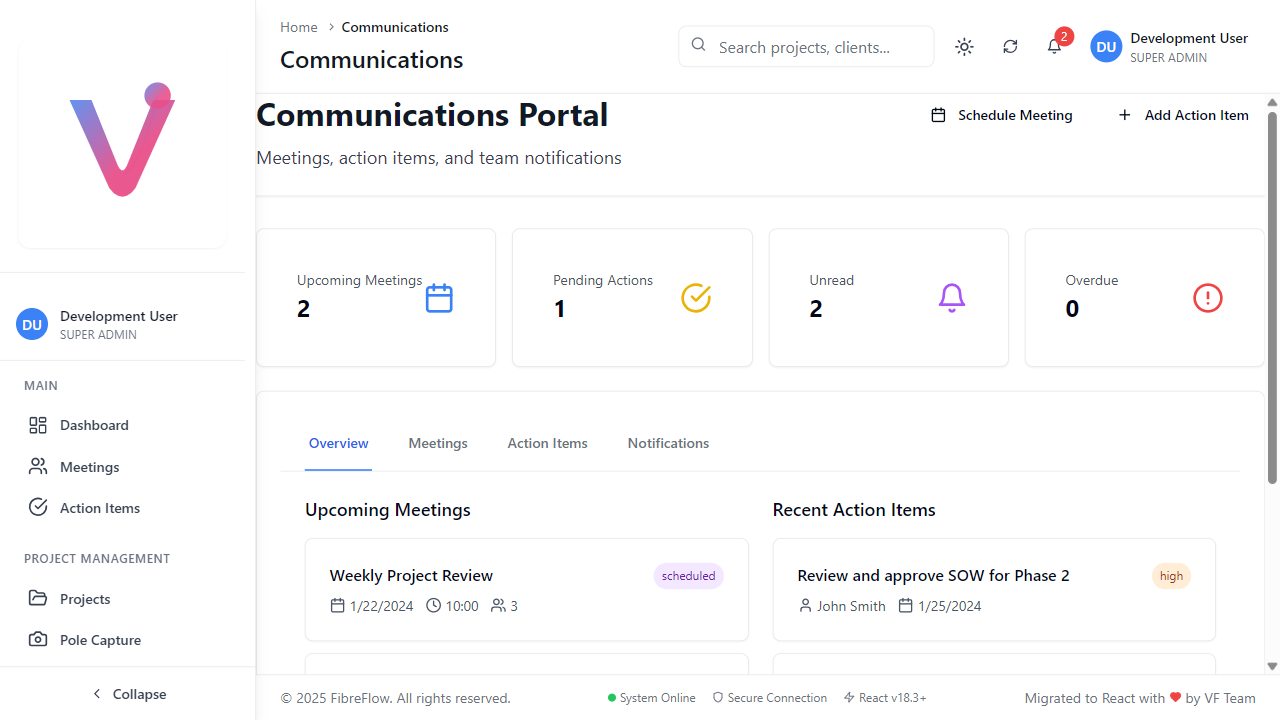 Home > Communications
Communications
Search projects, clients...
2
DU
Development User
SUPER ADMIN
DU
Development User
SUPER ADMIN
MAIN
Dashboard
Meetings
Action Items
PROJECT MANAGEMENT
Projects
Pole Capture
Collapse
Communications Portal
Meetings, action items, and team notifications
Schedule Meeting
Add Action Item
Upcoming Meetings
2
Pending Actions
1
Unread
2
Overdue
0
Overview Meetings Action Items Notifications
Upcoming Meetings
Weekly Project Review scheduled
1/22/2024 10:00 3
Recent Action Items
Review and approve SOW for Phase 2 high
John Smith 1/25/2024
© 2025 FibreFlow. All rights reserved.
System Online Secure Connection React v18.3+
Migrated to React with ❤ by VF Team